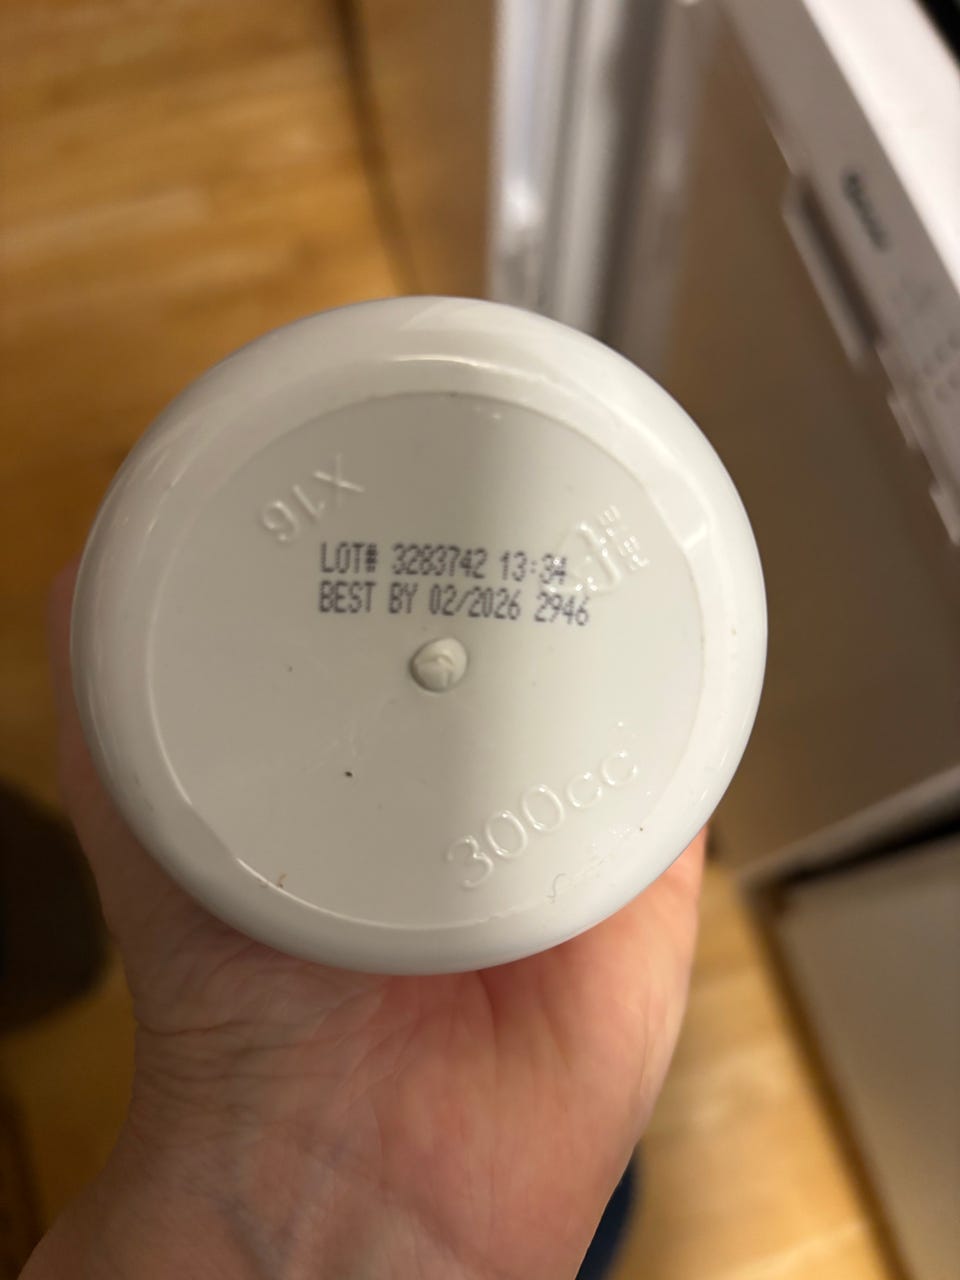 X16
LOT# 3283742 13:34
BEST BY 02/2026 2946
300cc